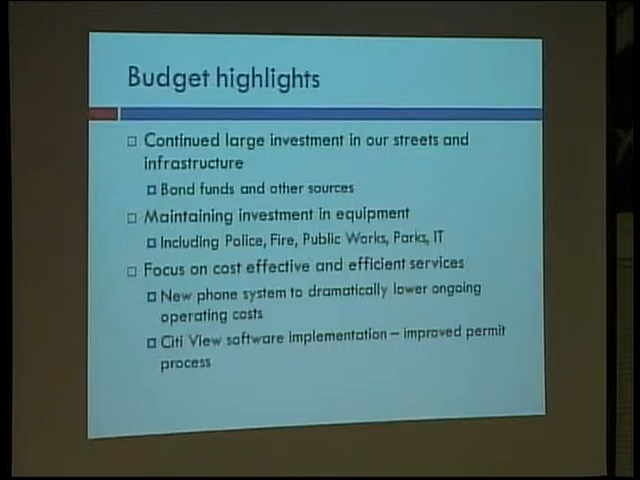 Budget highlights
Continued large investment in our streets and
infrastructure
Bond funds and other sources
Maintaining investment in equipment
Including Police, Fire, Public Works, Parks, IT
Focus on cost effective and efficient services
New phone system to dramatically lower ongoing
operating costs
Citi View software implementation – improved permit
process